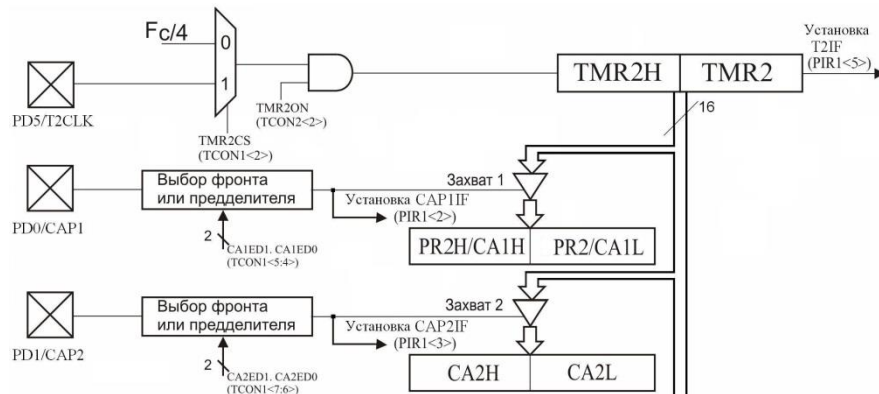 Fc/4
0
1
PD5/T2CLK
TMR2CS
(TCON1<2>)
TMR2ON
(TCON2<2>)
TMR2H
TMR2
Установка
T2IF
(PIR1<5>)
16
Выбор фронта
или предделителя
PD0/CAP1
2
CA1ED1. CA1ED0
(TCON1<5:4>)
Захват 1
Установка CAP1IF
(PIR1<2>)
PR2H/CA1H
PR2/CA1L
Выбор фронта
или предделителя
PD1/CAP2
2
CA2ED1. CA2ED0
(TCON1<7:6>)
Захват 2
Установка CAP2IF
(PIR1<3>)
CA2H
CA2L